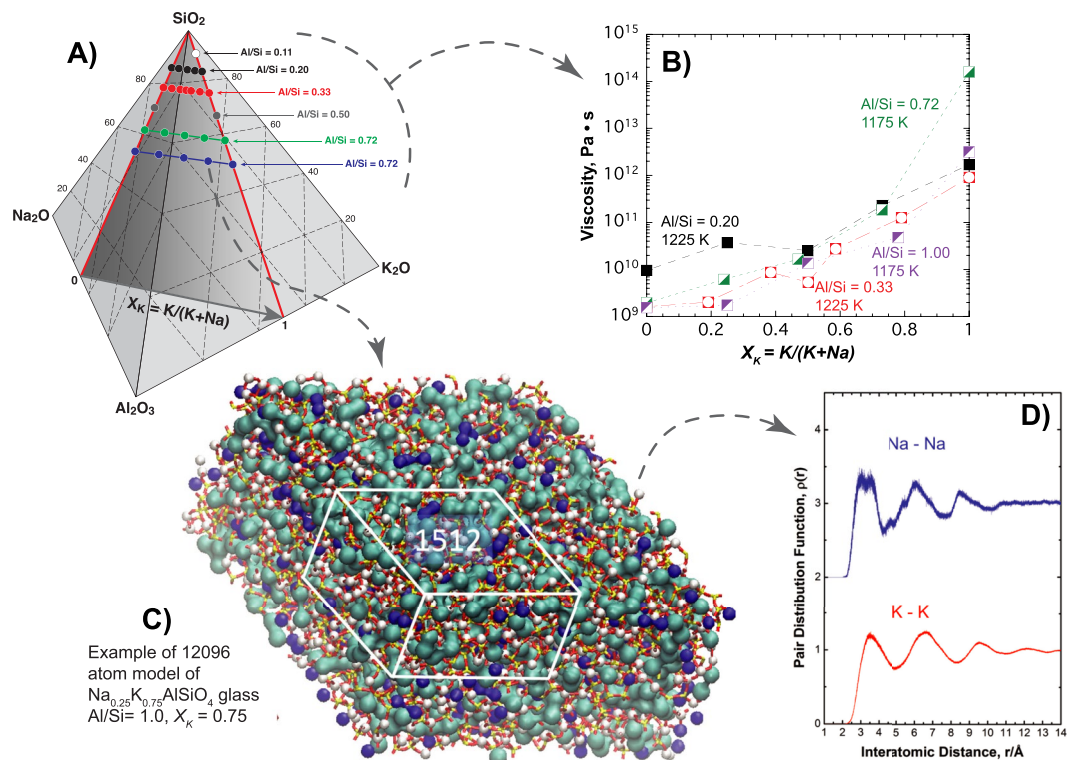 A)
SiO2
Al/Si = 0.11
Al/Si = 0.20
Al/Si = 0.33
Al/Si = 0.50
Al/Si = 0.72
Al/Si = 0.72
80
80
60
60
40
40
20
20
Na2O
K2O
0
XK = K/(K+Na)
1
Al2O3
B)
Viscosity, Pa • s
10^15
10^14
10^13
10^12
10^11
10^10
10^9
Al/Si = 0.72
1175 K
Al/Si = 0.20
1225 K
Al/Si = 1.00
1175 K
Al/Si = 0.33
1225 K
0 0.2 0.4 0.6 0.8 1
XK = K/(K+Na)
C)
Example of 12096
atom model of
Na0.25K0.75AlSiO4 glass
Al/Si= 1.0, XK = 0.75
1512
D)
Pair Distribution Function, ρ(r)
4
3
2
1
0
Na - Na
K - K
1 2 3 4 5 6 7 8 9 10 11 12 13 14
Interatomic Distance, r/Å